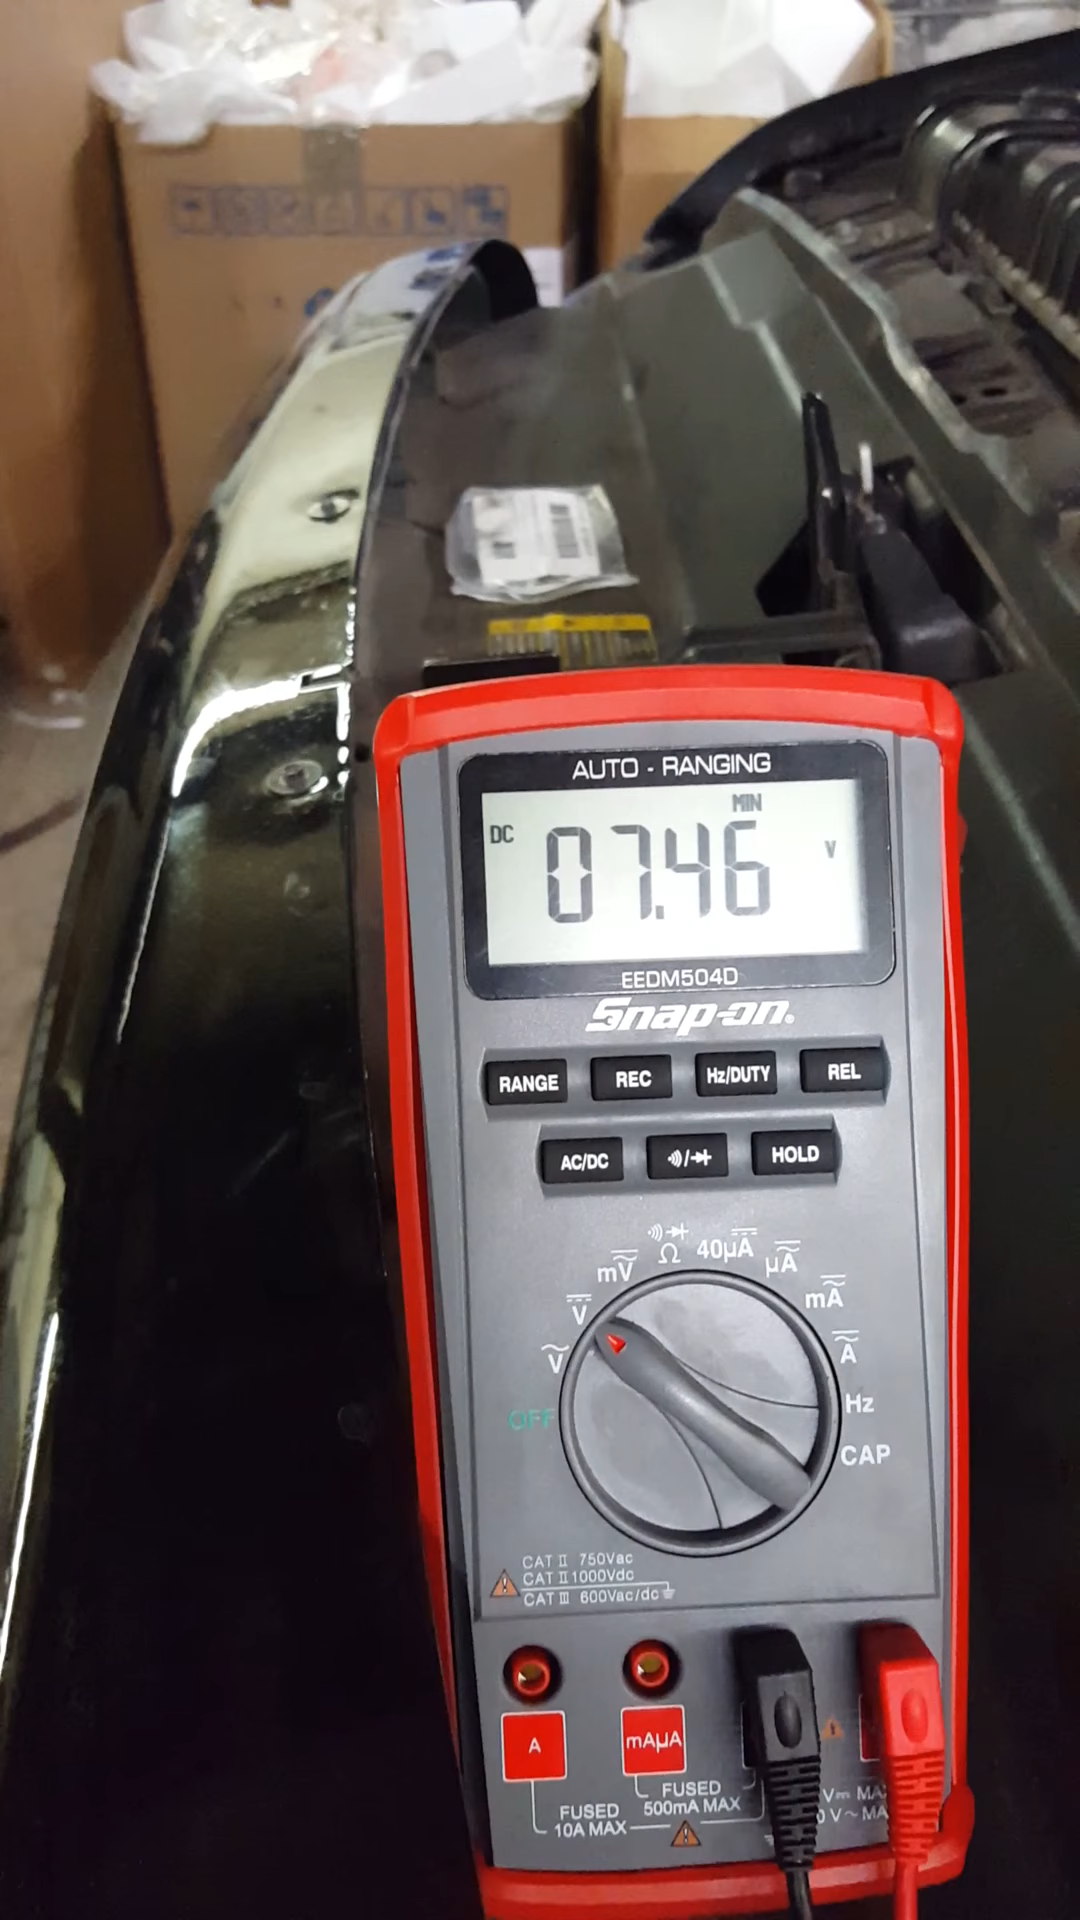 AUTO - RANGING
MIN
DC
07.46
V
EEDM504D
Snap-on®
RANGE
REC
Hz/DUTY
REL
AC/DC
HOLD
Ω
40µA
µA
mV
mA
V
A
V
OFF
Hz
CAP
CAT II 750Vac
CAT II 1000Vdc
CAT III 600Vac/dc
A
mAµA
FUSED
500mA MAX
FUSED
10A MAX